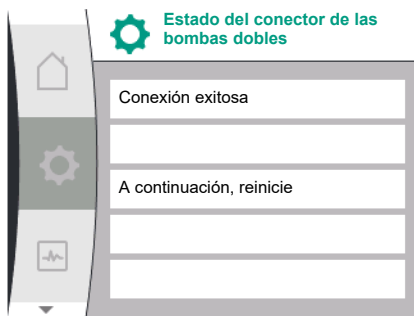 Estado del conector de las
bombas dobles
Conexión exitosa
A continuación, reinicie